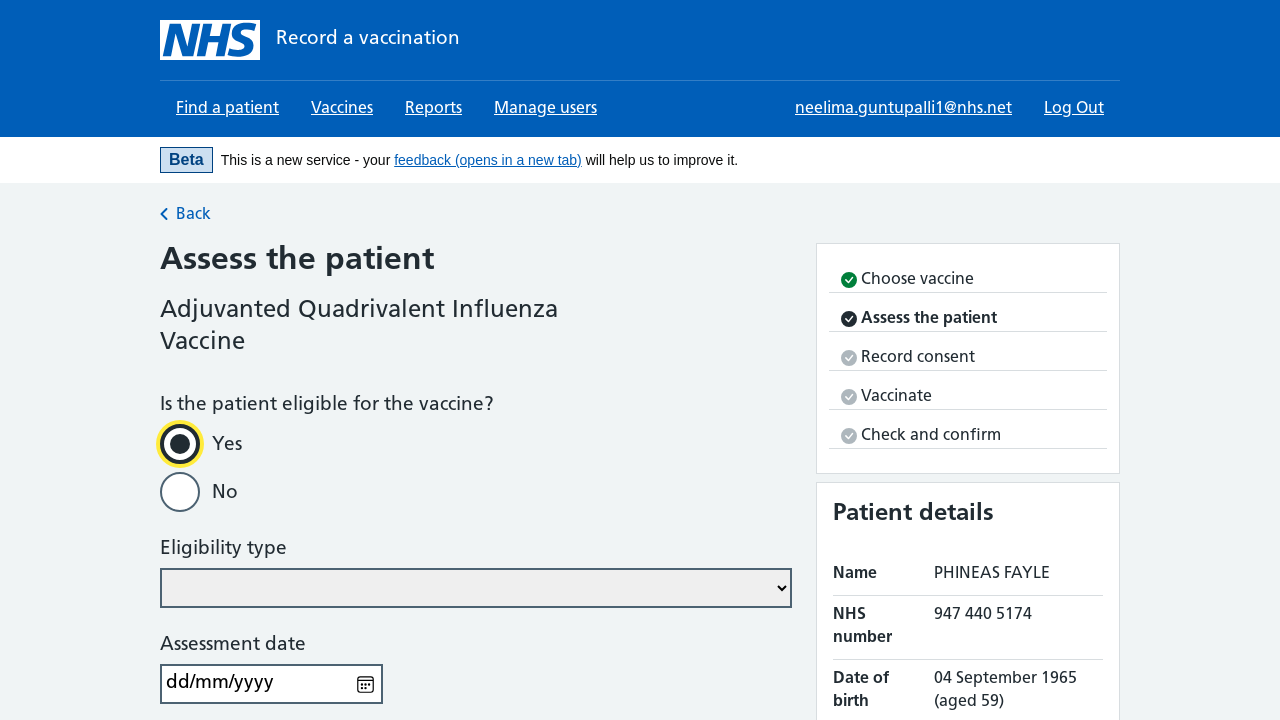 NHS Record a vaccination
Find a patient Vaccines Reports Manage users neelima.guntupalli1@nhs.net Log Out
Beta This is a new service - your feedback (opens in a new tab) will help us to improve it.
Back
Assess the patient
Adjuvanted Quadrivalent Influenza
Vaccine
Is the patient eligible for the vaccine?
Yes
No
Eligibility type
Assessment date
dd/mm/yyyy
Choose vaccine
Assess the patient
Record consent
Vaccinate
Check and confirm
Patient details
Name PHINEAS FAYLE
NHS 947 440 5174
number
Date of 04 September 1965
birth (aged 59)